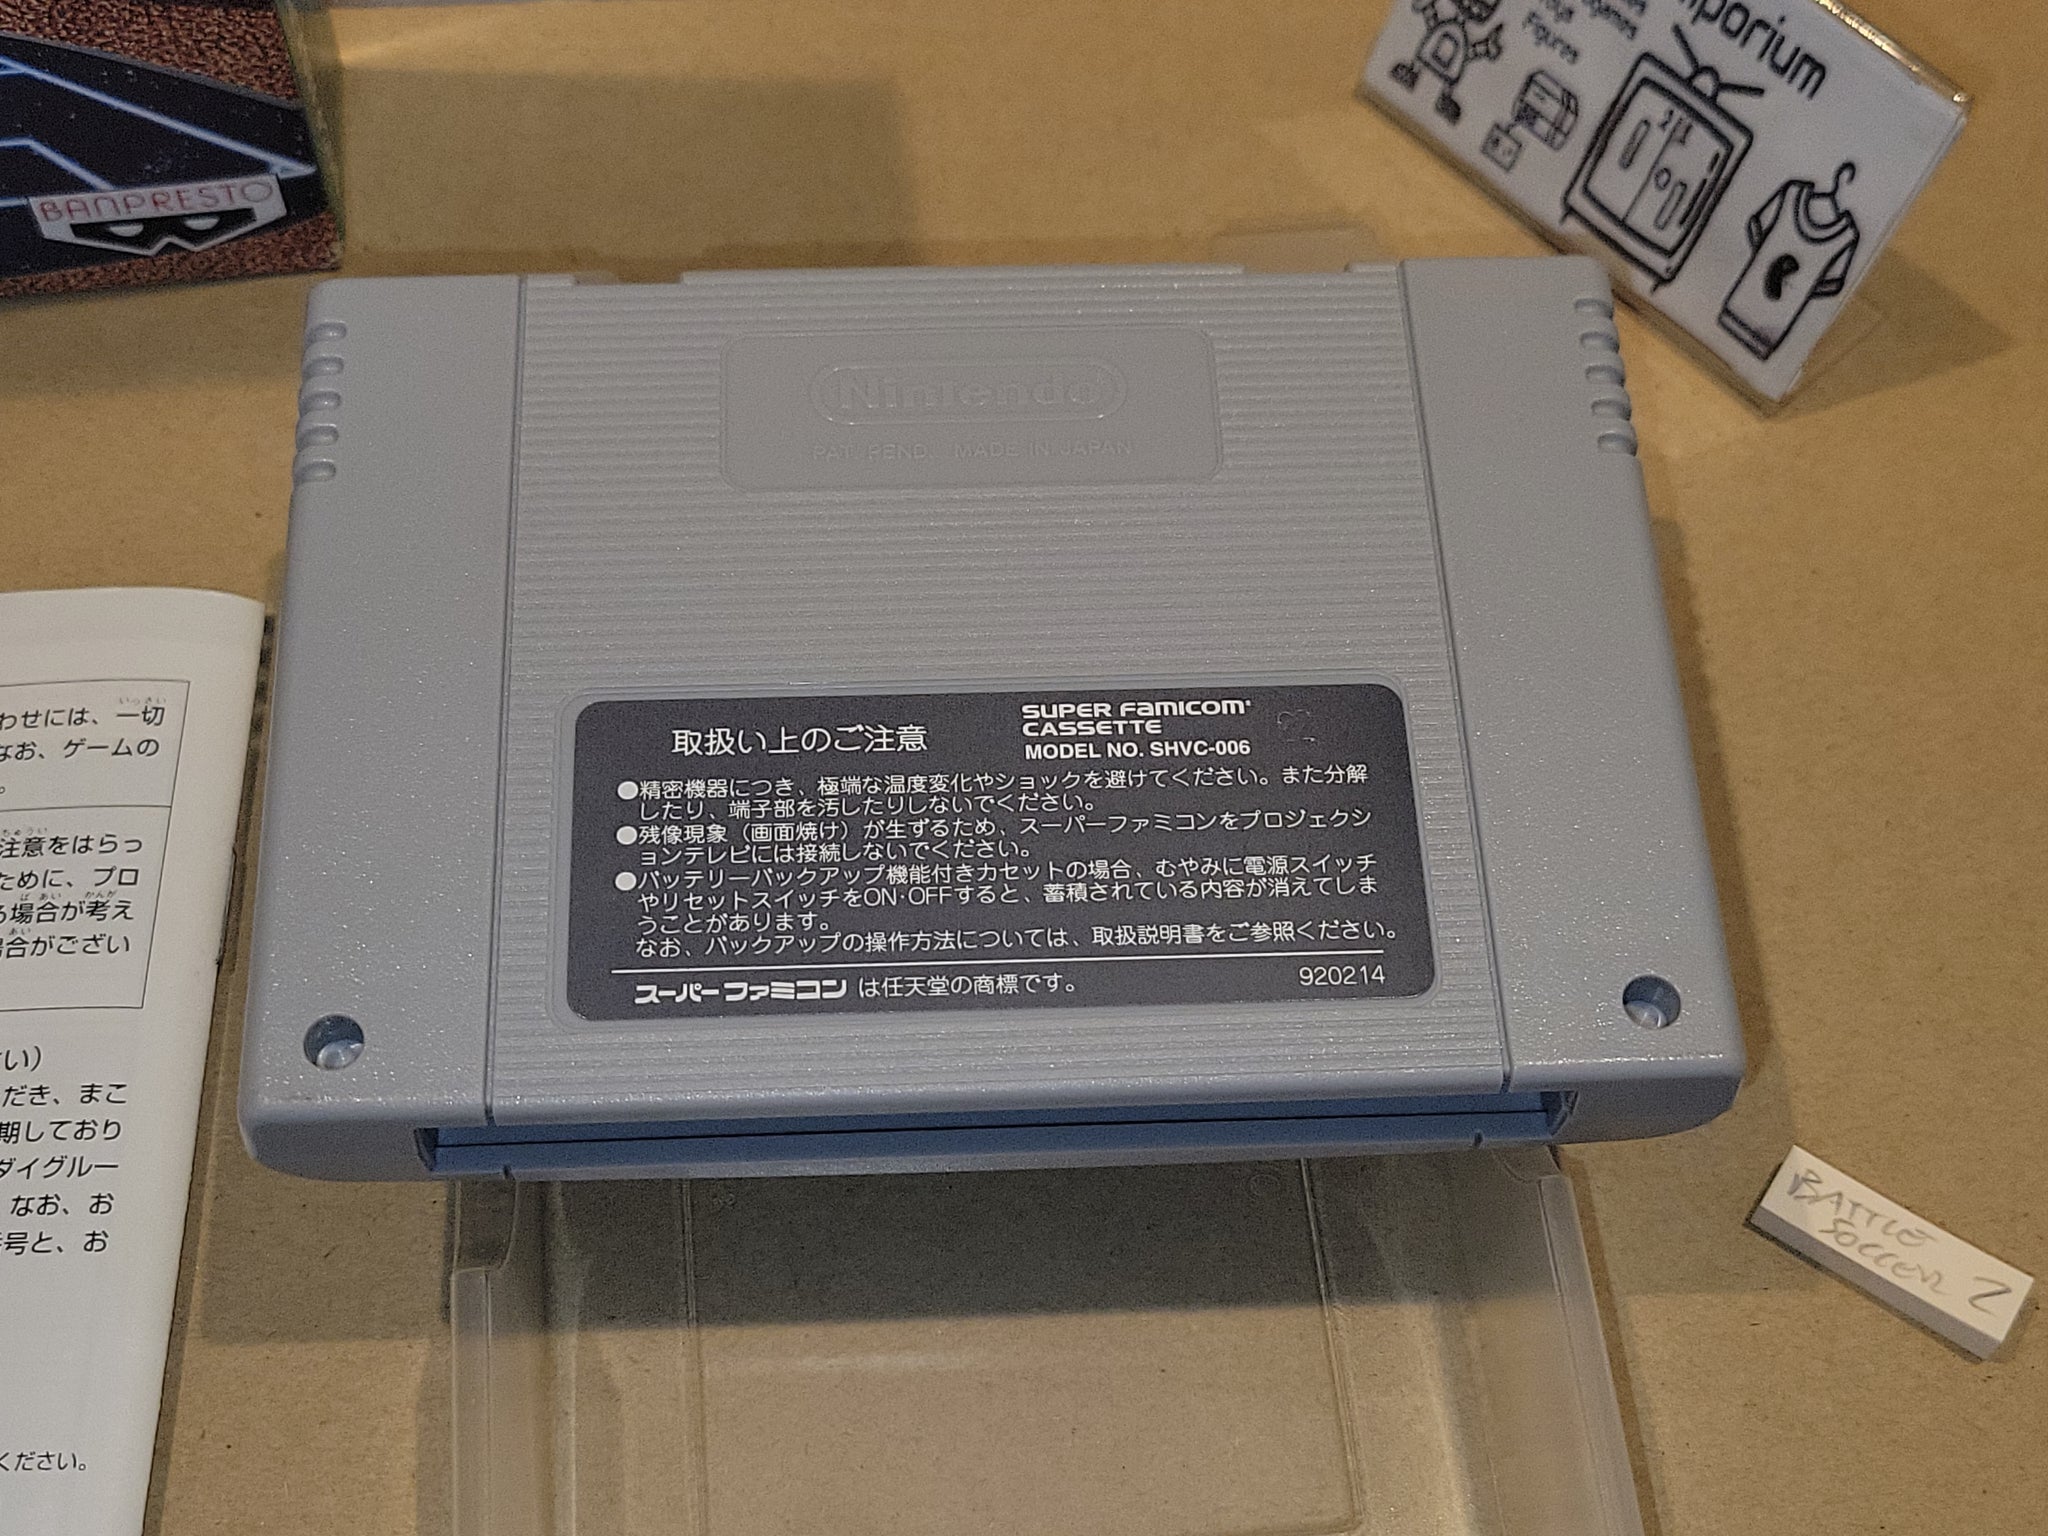 BANPRESTO
mporium
Figures
Nintendo
PAT. PEND. MADE IN JAPAN
取扱い上のご注意
SUPER FAMICOM
CASSETTE
MODEL NO. SHVC-006
●精密機器につき、極端な温度変化やショックを避けてください。また分解
したり、端子部を汚したりしないでください。
●残像現象（画面焼け）が生ずるため、スーパーファミコンをプロジェクシ
ョンテレビには接続しないでください。
●バッテリーバックアップ機能付きカセットの場合、むやみに電源スイッチ
やリセットスイッチをON·OFFすると、蓄積されている内容が消えてしま
うことがあります。
なお、バックアップの操作方法については、取扱説明書をご参照ください。
スーパーファミコンは任天堂の商標です。
920214
わせには、一切
なお、ゲームの
。
注意をはらっ
ために、プロ
る場合が考え
場合がござい
さい）
だき、まこ
期しており
ダイグルー
なお、お
号と、お
ください。
BATTLE
SOCCER 2